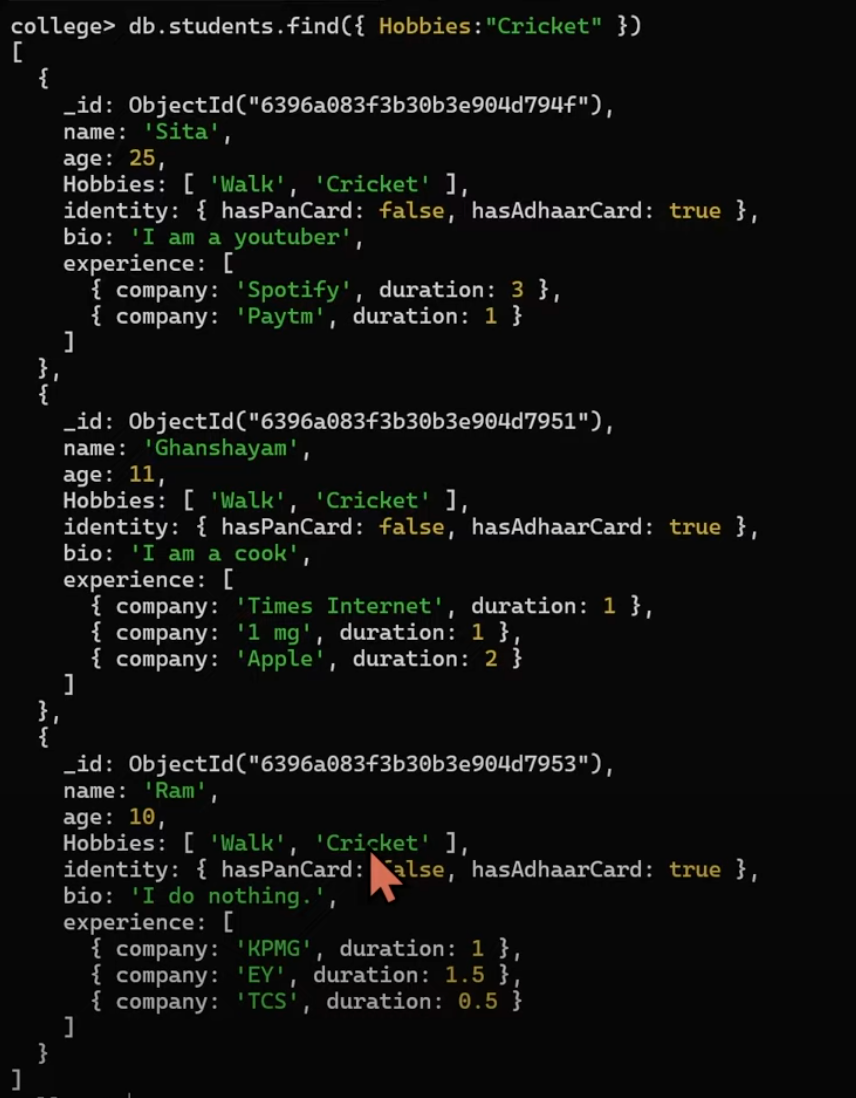 college> db.students.find({ Hobbies:"Cricket" })
[
  {
    _id: ObjectId("6396a083f3b30b3e904d794f"),
    name: 'Sita',
    age: 25,
    Hobbies: [ 'Walk', 'Cricket' ],
    identity: { hasPanCard: false, hasAdhaarCard: true },
    bio: 'I am a youtuber',
    experience: [
      { company: 'Spotify', duration: 3 },
      { company: 'Paytm', duration: 1 }
    ]
  },
  {
    _id: ObjectId("6396a083f3b30b3e904d7951"),
    name: 'Ghanshayam',
    age: 11,
    Hobbies: [ 'Walk', 'Cricket' ],
    identity: { hasPanCard: false, hasAdhaarCard: true },
    bio: 'I am a cook',
    experience: [
      { company: 'Times Internet', duration: 1 },
      { company: '1 mg', duration: 1 },
      { company: 'Apple', duration: 2 }
    ]
  },
  {
    _id: ObjectId("6396a083f3b30b3e904d7953"),
    name: 'Ram',
    age: 10,
    Hobbies: [ 'Walk', 'Cricket' ],
    identity: { hasPanCard: false, hasAdhaarCard: true },
    bio: 'I do nothing.',
    experience: [
      { company: 'KPMG', duration: 1 },
      { company: 'EY', duration: 1.5 },
      { company: 'TCS', duration: 0.5 }
    ]
  }
]